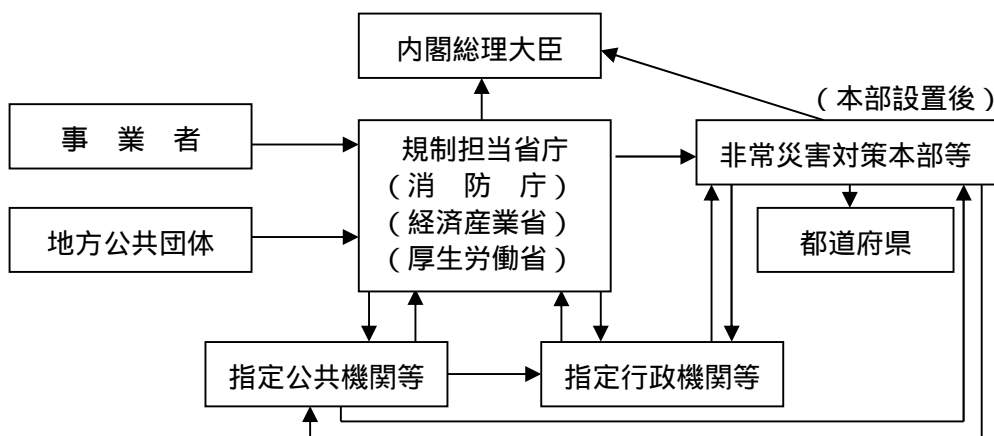 内閣総理大臣
（本部設置後）
事　業　者
規制担当省庁
（消　防　庁）
（経済産業省）
（厚生労働省）
非常災害対策本部等
地方公共団体
都道府県
指定公共機関等
指定行政機関等